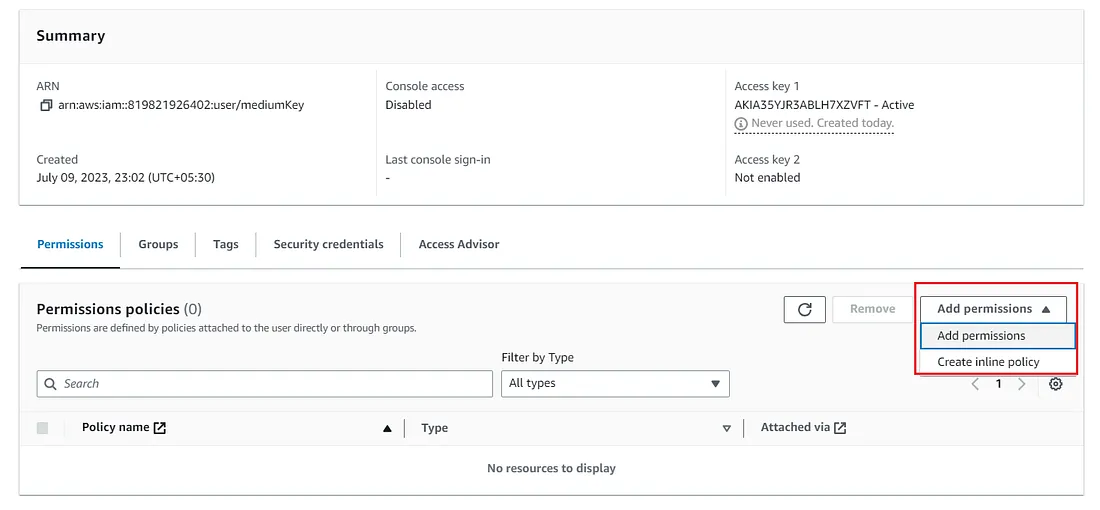 Summary
ARN
arn:aws:iam::819821926402:user/mediumKey
Console access
Disabled
Access key 1
AKIA35YJR3ABLH7XZVFT - Active
Never used. Created today.
Created
July 09, 2023, 23:02 (UTC+05:30)
Last console sign-in
-
Access key 2
Not enabled
Permissions
Groups
Tags
Security credentials
Access Advisor
Permissions policies (0)
Permissions are defined by policies attached to the user directly or through groups.
Remove
Add permissions
Add permissions
Create inline policy
Filter by Type
Search
All types
1
Policy name
Type
Attached via
No resources to display